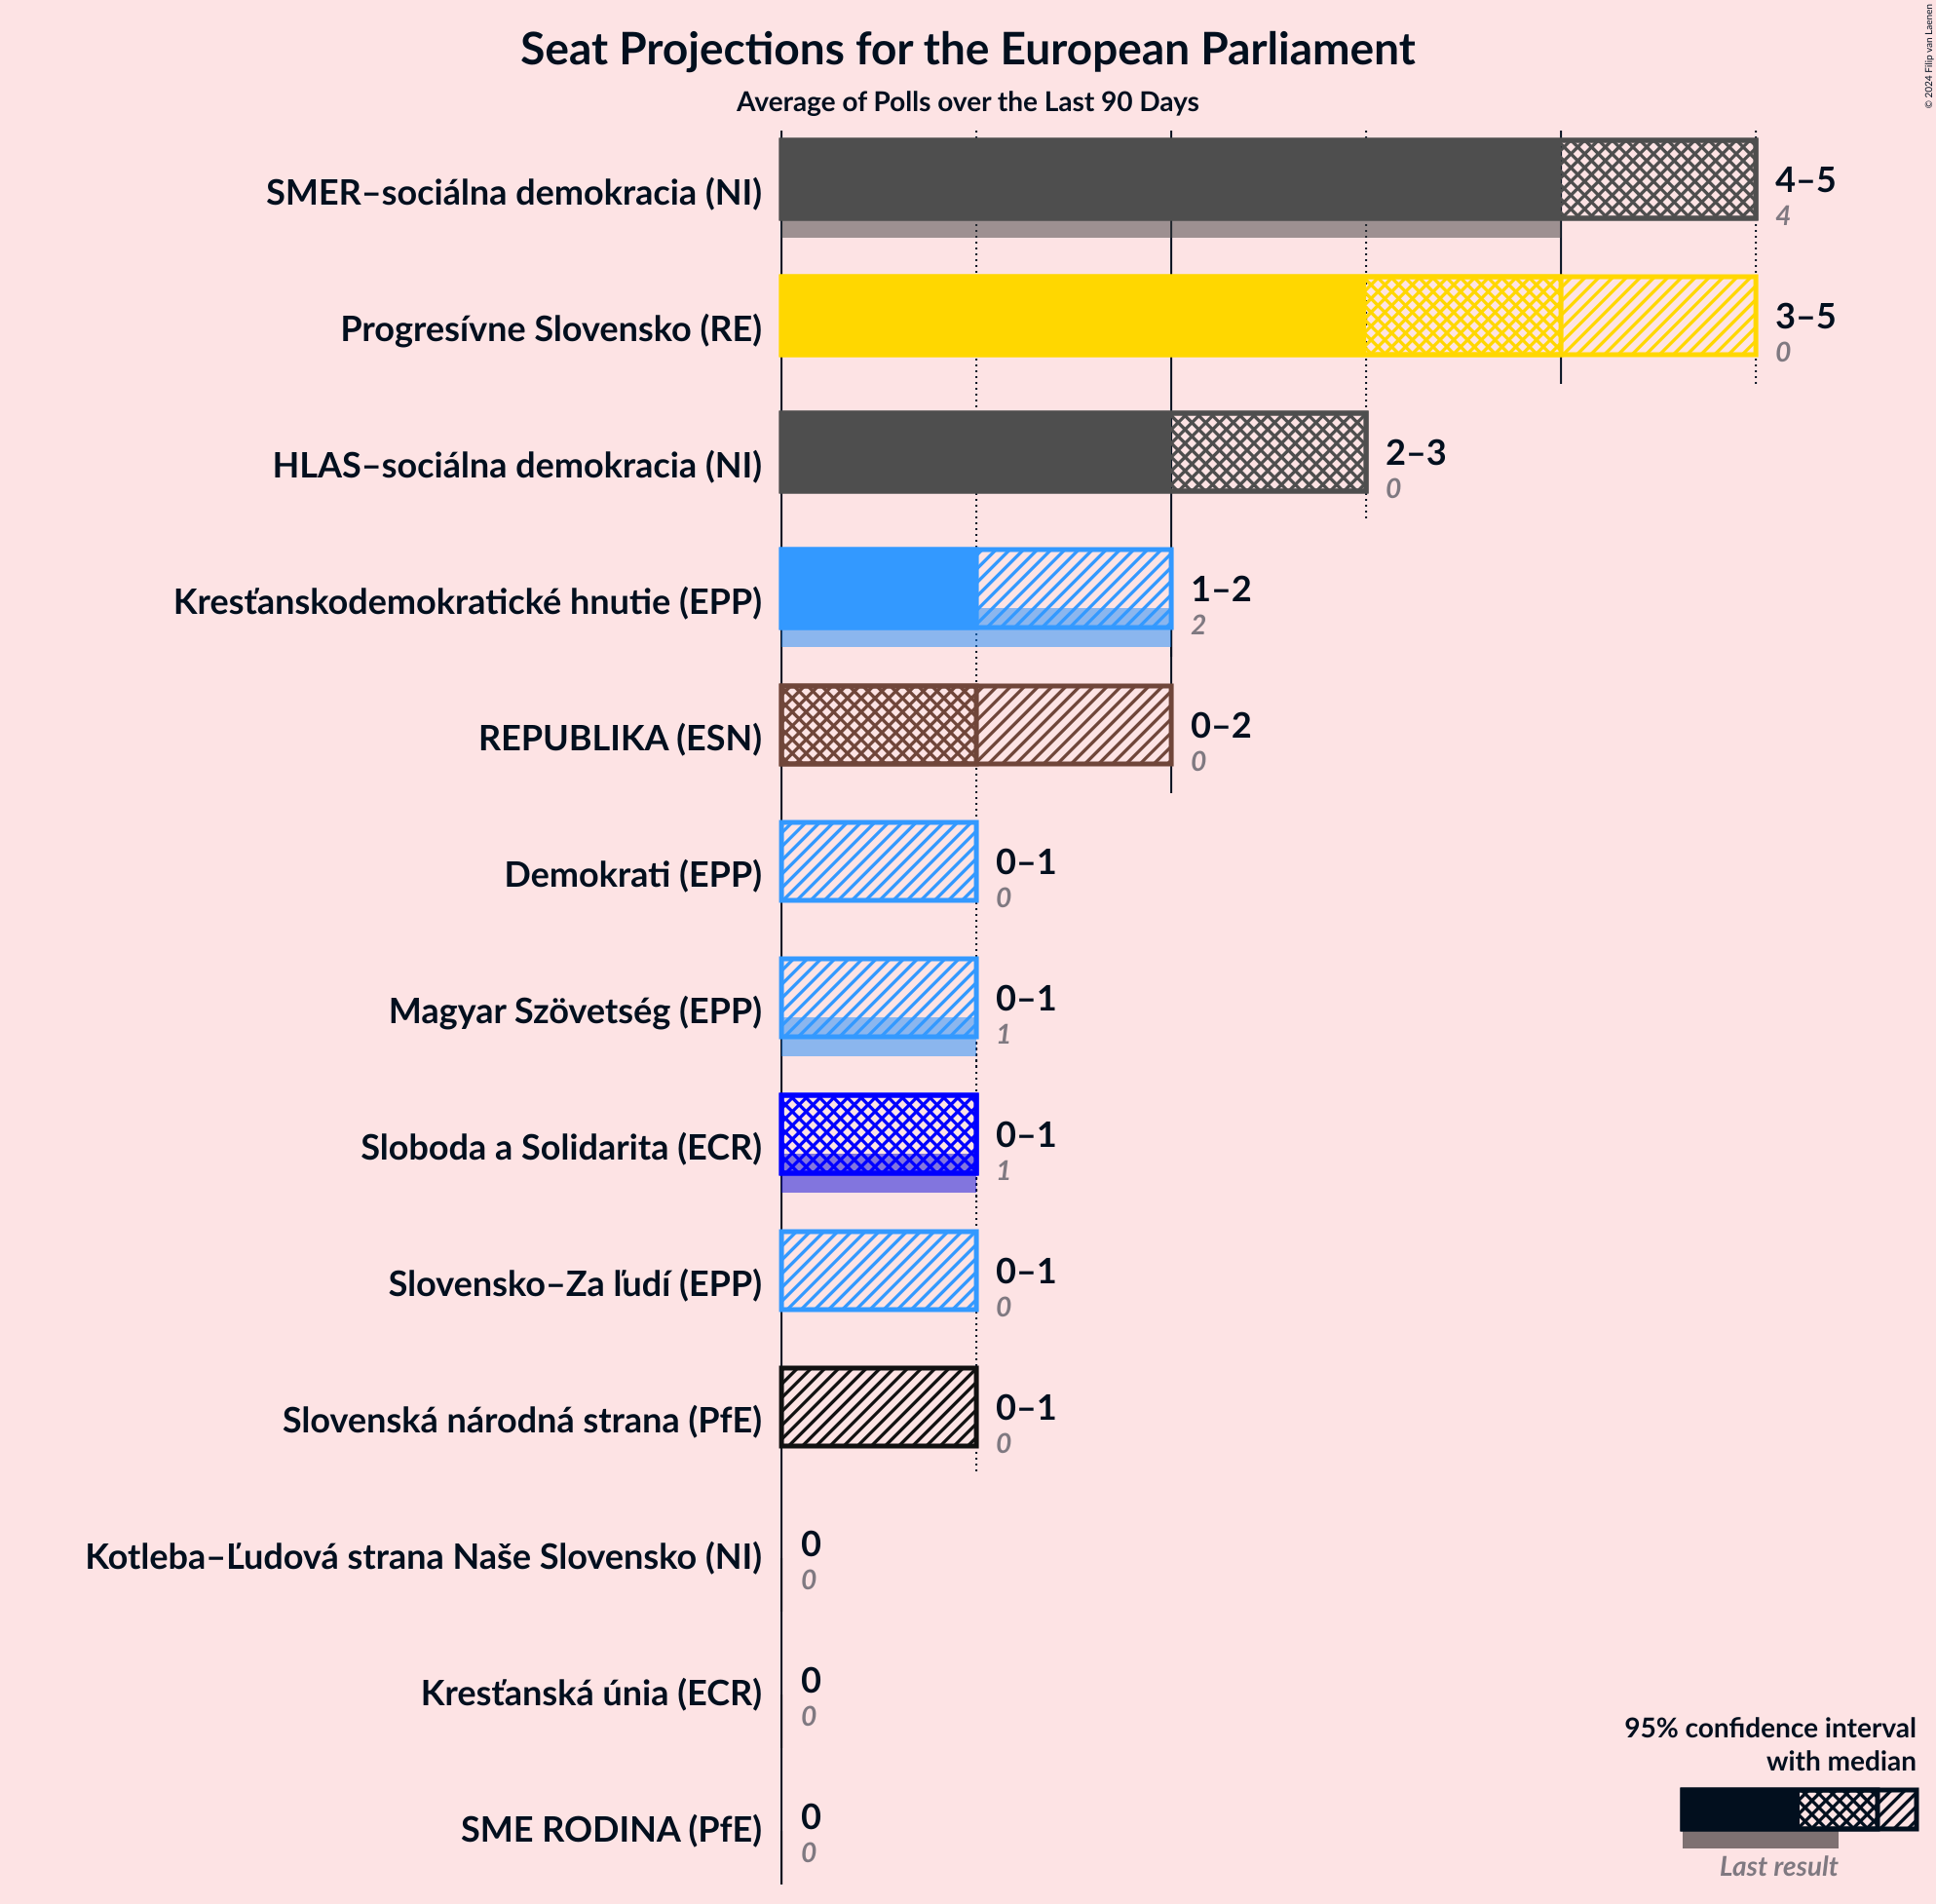 Seat Projections for the European Parliament
Average of Polls over the Last 90 Days
© 2024 Filip van Laenen
SMER–sociálna demokracia (NI)
4–5
4
Progresívne Slovensko (RE)
3–5
0
HLAS–sociálna demokracia (NI)
2–3
0
Kresťanskodemokratické hnutie (EPP)
1–2
2
REPUBLIKA (ESN)
0–2
0
Demokrati (EPP)
0–1
0
Magyar Szövetség (EPP)
0–1
1
Sloboda a Solidarita (ECR)
0–1
1
Slovensko–Za ľudí (EPP)
0–1
0
Slovenská národná strana (PfE)
0–1
0
Kotleba–Ľudová strana Naše Slovensko (NI)
0
0
Kresťanská únia (ECR)
0
0
SME RODINA (PfE)
0
0
95% confidence interval
with median
Last result